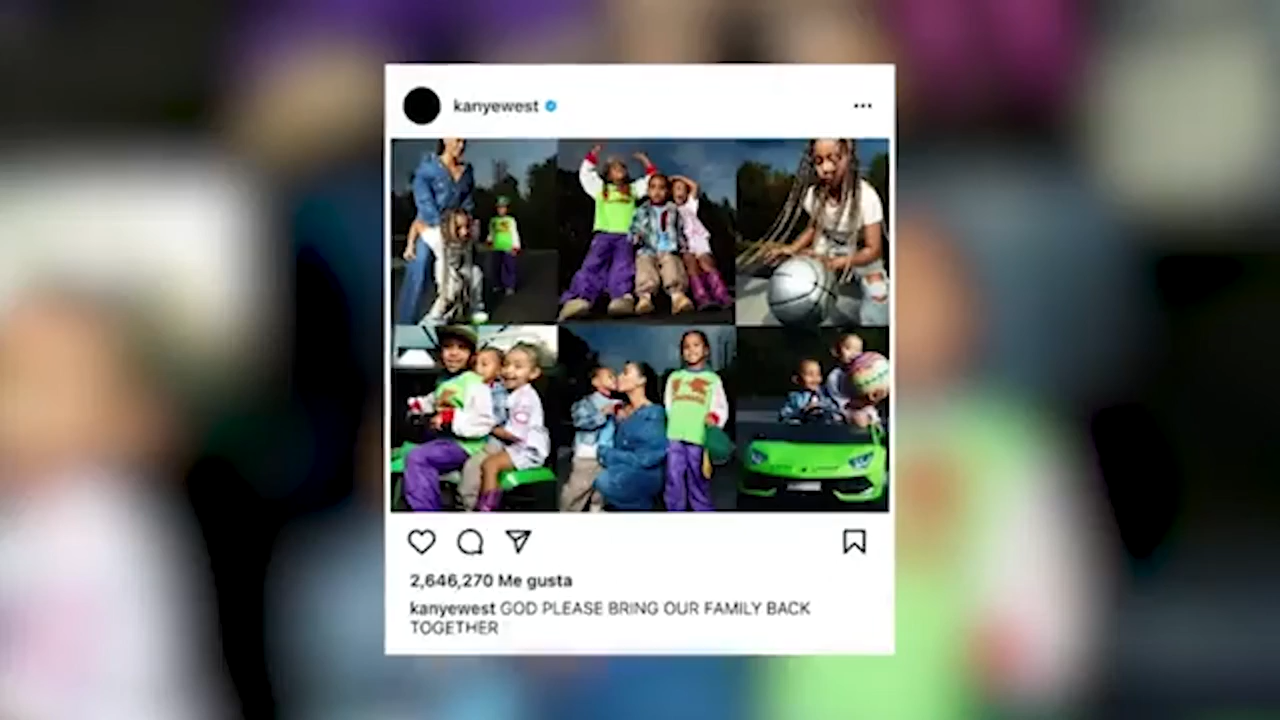 kanyewest
2,646,270 Me gusta
kanyewest GOD PLEASE BRING OUR FAMILY BACK
TOGETHER